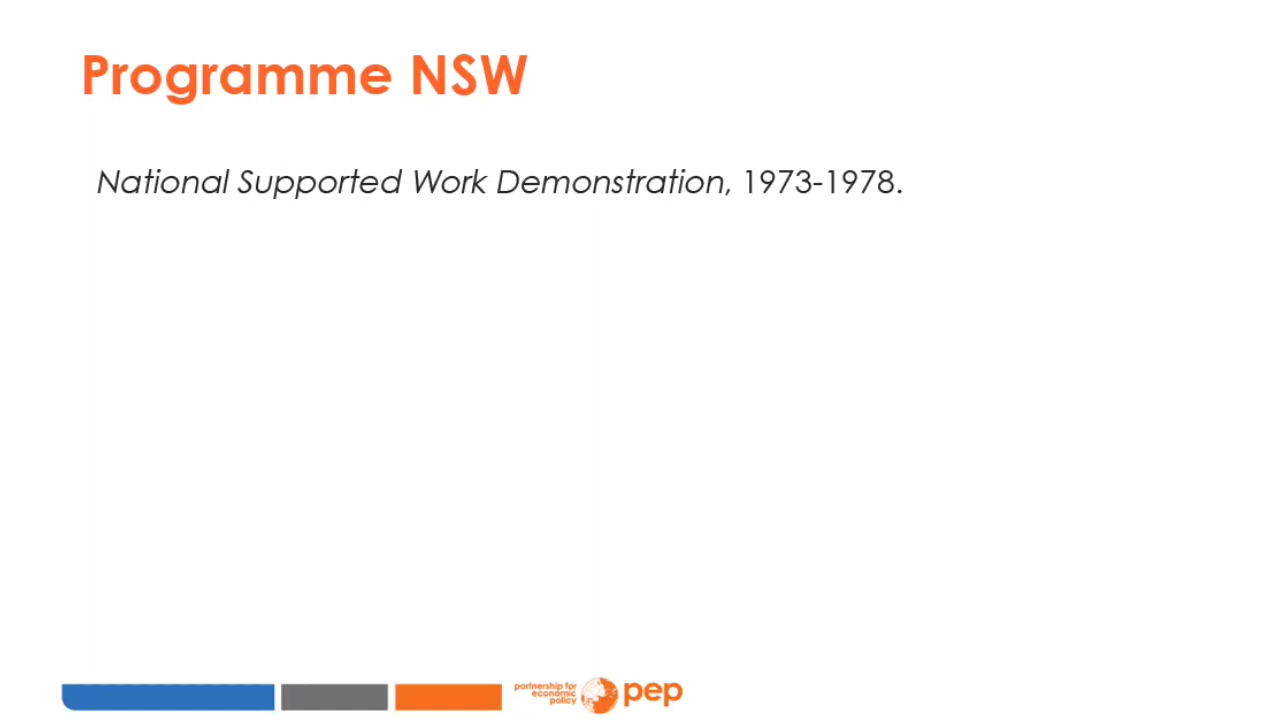 Programme NSW
National Supported Work Demonstration, 1973-1978.
partnership for
economic
policy
pep